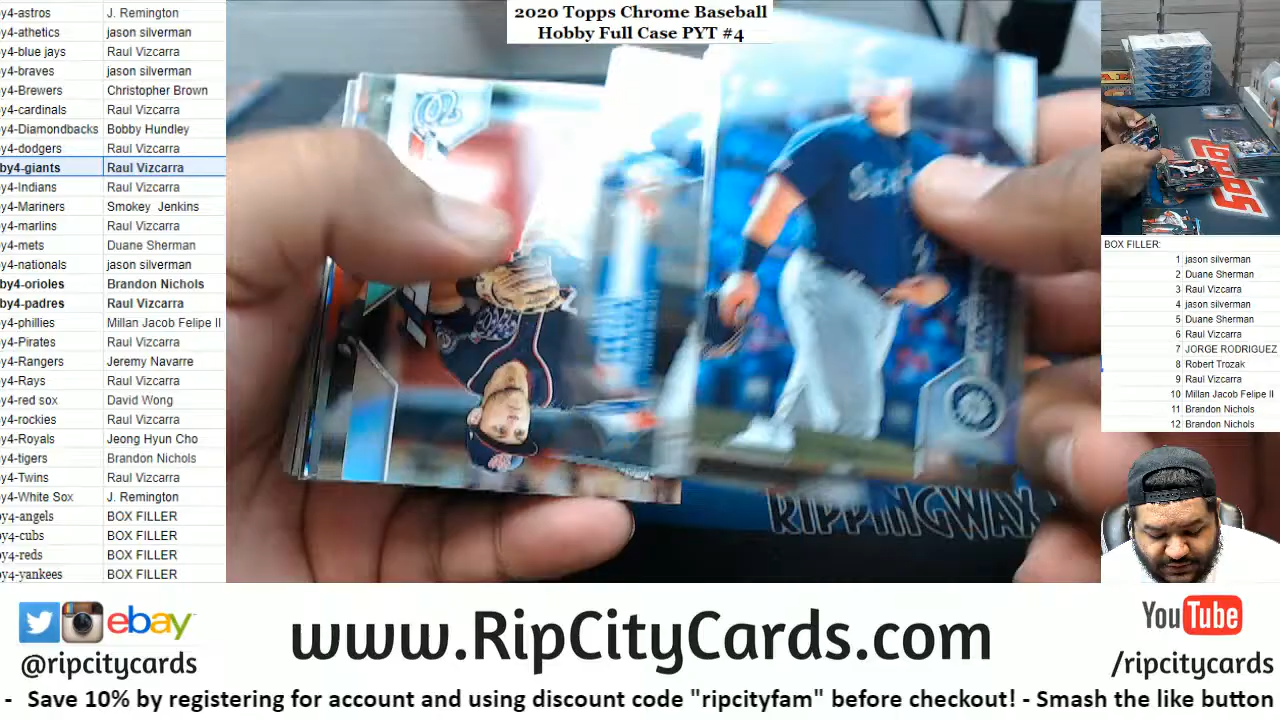 2020 Topps Chrome Baseball
Hobby Full Case PYT #4
y4-astros J. Remington
y4-athetics jason silverman
y4-blue jays Raul Vizcarra
y4-braves jason silverman
y4-Brewers Christopher Brown
y4-cardinals Raul Vizcarra
y4-Diamondbacks Bobby Hundley
y4-dodgers Raul Vizcarra
by4-giants Raul Vizcarra
y4-Indians Raul Vizcarra
y4-Mariners Smokey Jenkins
y4-marlins Raul Vizcarra
y4-mets Duane Sherman
y4-nationals jason silverman
by4-orioles Brandon Nichols
by4-padres Raul Vizcarra
y4-phillies Millan Jacob Felipe II
y4-Pirates Raul Vizcarra
y4-Rangers Jeremy Navarre
y4-Rays Raul Vizcarra
y4-red sox David Wong
y4-rockies Raul Vizcarra
y4-Royals Jeong Hyun Cho
y4-tigers Brandon Nichols
y4-Twins Raul Vizcarra
y4-White Sox J. Remington
y4-angels BOX FILLER
y4-cubs BOX FILLER
y4-reds BOX FILLER
y4-yankees BOX FILLER
RIPPINGWAX
topps
BOX FILLER:
1 jason silverman
2 Duane Sherman
3 Raul Vizcarra
4 jason silverman
5 Duane Sherman
6 Raul Vizcarra
7 JORGE RODRIGUEZ
8 Robert Trozak
9 Raul Vizcarra
10 Millan Jacob Felipe II
11 Brandon Nichols
12 Brandon Nichols
ebay
@ripcitycards
www.RipCityCards.com
YouTube
/ripcitycards
- Save 10% by registering for account and using discount code "ripcityfam" before checkout! - Smash the like button